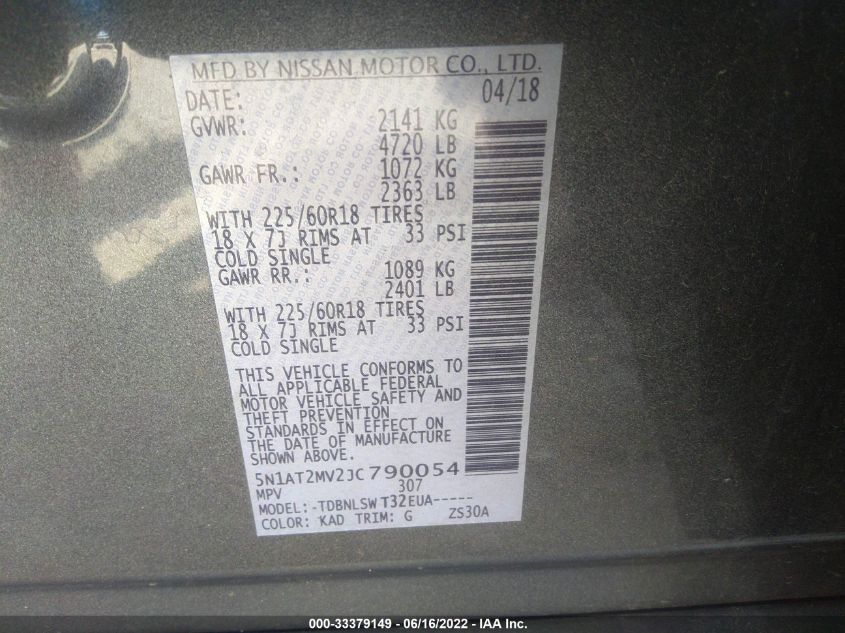 MFD BY NISSAN MOTOR CO., LTD.
DATE: 04/18
GVWR: 2141 KG
4720 LB
GAWR FR.: 1072 KG
2363 LB
WITH 225/60R18 TIRES
18 X 7J RIMS AT 33 PSI
COLD SINGLE
GAWR RR.: 1089 KG
2401 LB
WITH 225/60R18 TIRES
18 X 7J RIMS AT 33 PSI
COLD SINGLE
THIS VEHICLE CONFORMS TO
ALL APPLICABLE FEDERAL
MOTOR VEHICLE SAFETY AND
THEFT PREVENTION
STANDARDS IN EFFECT ON
THE DATE OF MANUFACTURE
SHOWN ABOVE.
5N1AT2MV2JC790054
MPV 307
MODEL: -TDBNLSWT32EUA-----
COLOR: KAD TRIM: G ZS30A
000-33379149 - 06/16/2022 - IAA Inc.